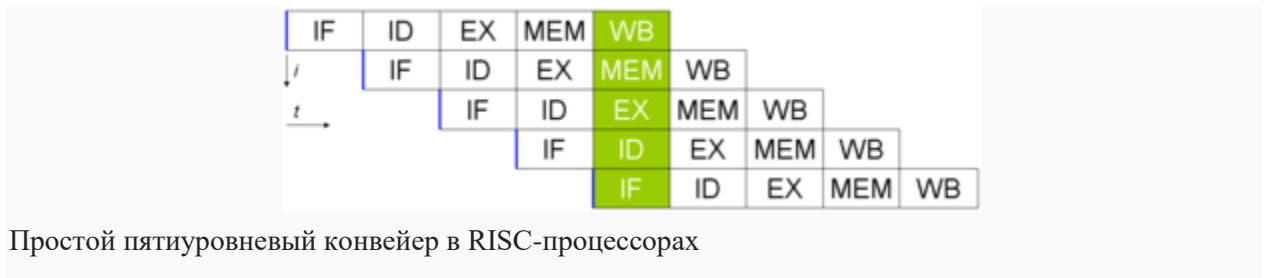 IF ID EX MEM WB
i IF ID EX MEM WB
t IF ID EX MEM WB
IF ID EX MEM WB
IF ID EX MEM WB
Простой пятиуровневый конвейер в RISC-процессорах